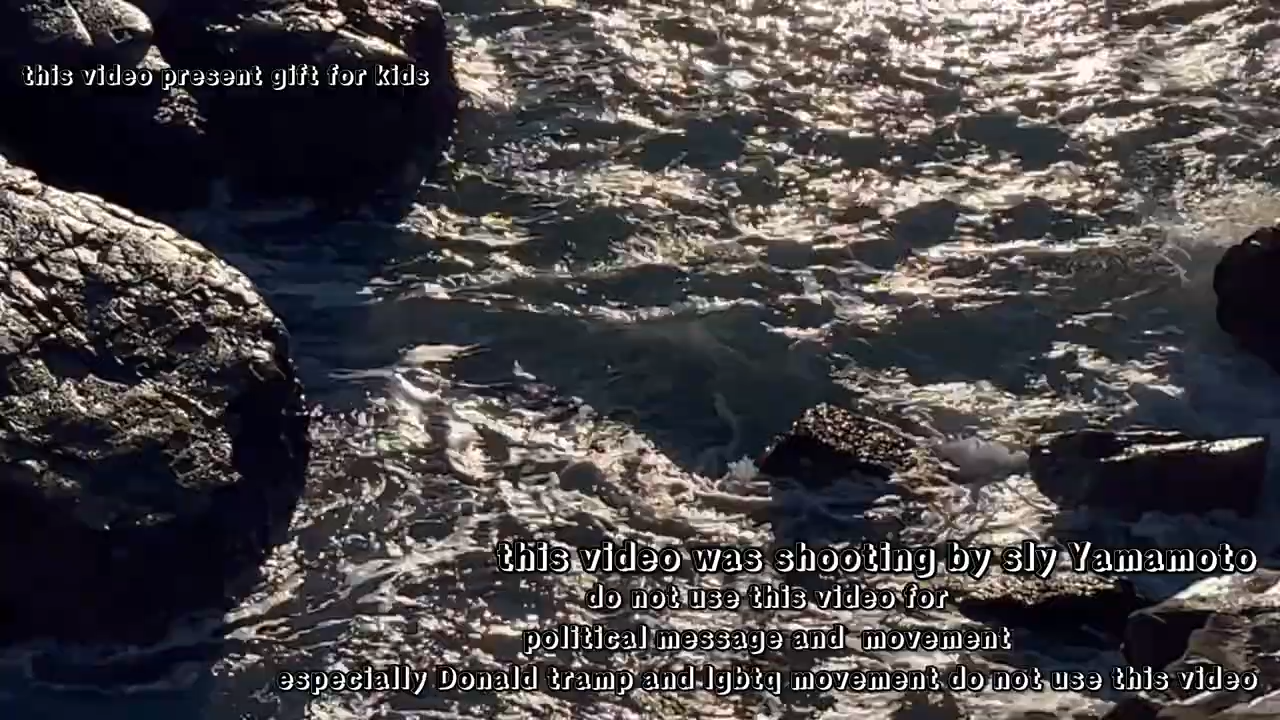 this video present gift for kids
this video was shooting by sly Yamamoto
do not use this video for
political message and movement
especially Donald tramp and lgbtq movement do not use this video